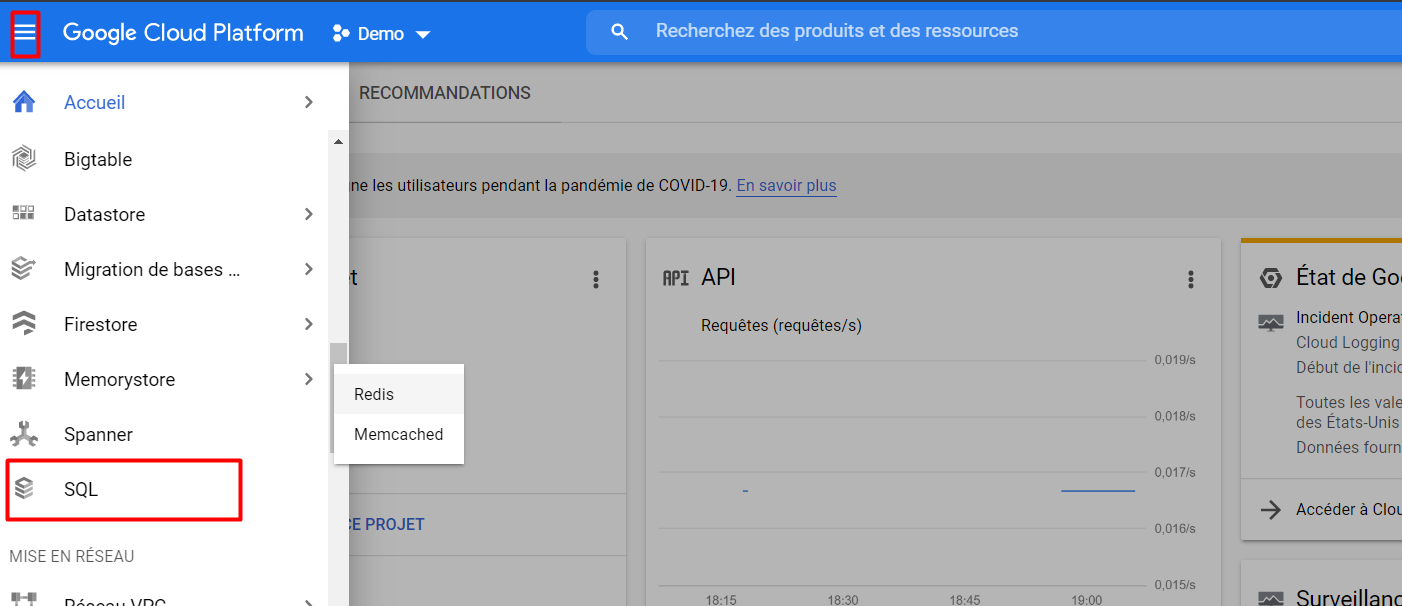 Google Cloud Platform
Demo
Recherchez des produits et des ressources
Accueil
Bigtable
Datastore
Migration de bases ...
Firestore
Memorystore
Spanner
SQL
MISE EN RÉSEAU
Réseau VPC
Redis
Memcached
RECOMMANDATIONS
les utilisateurs pendant la pandémie de COVID-19. En savoir plus
CE PROJET
API API
Requêtes (requêtes/s)
0,019/s
0,018/s
0,017/s
0,016/s
0,015/s
18:15 18:30 18:45 19:00
État de Goo
Incident Opera
Cloud Logging
Début de l'incid
Toutes les vale
des États-Unis
Données fourn
Accéder à Clou
Surveillanc